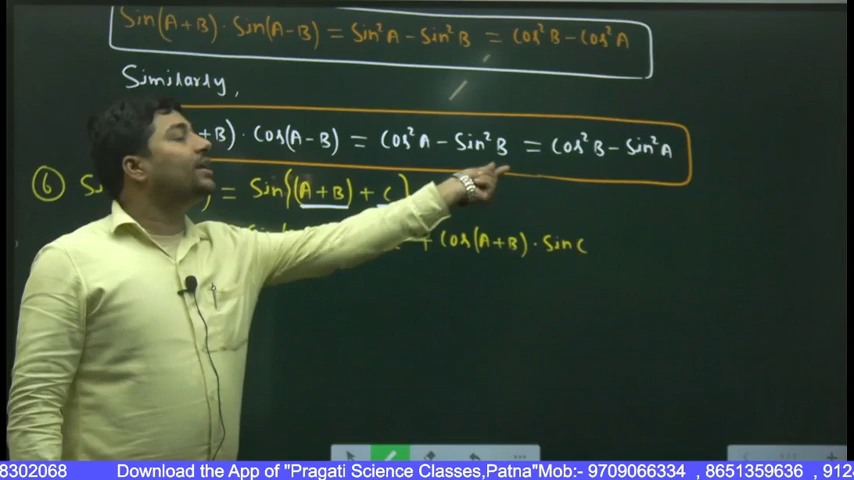 Sin(A+B) · Sin(A-B) = Sin²A - Sin²B = Cos²B - Cos²A
Similarly,
+B) · Cos(A-B) = Cos²A - Sin²B = Cos²B - Sin²A
⑥ S ) = Sin{(A+B) + C}
+ Cos(A+B) · Sin C
8302068 Download the App of "Pragati Science Classes,Patna"Mob:- 9709066334 , 8651359636 , 912